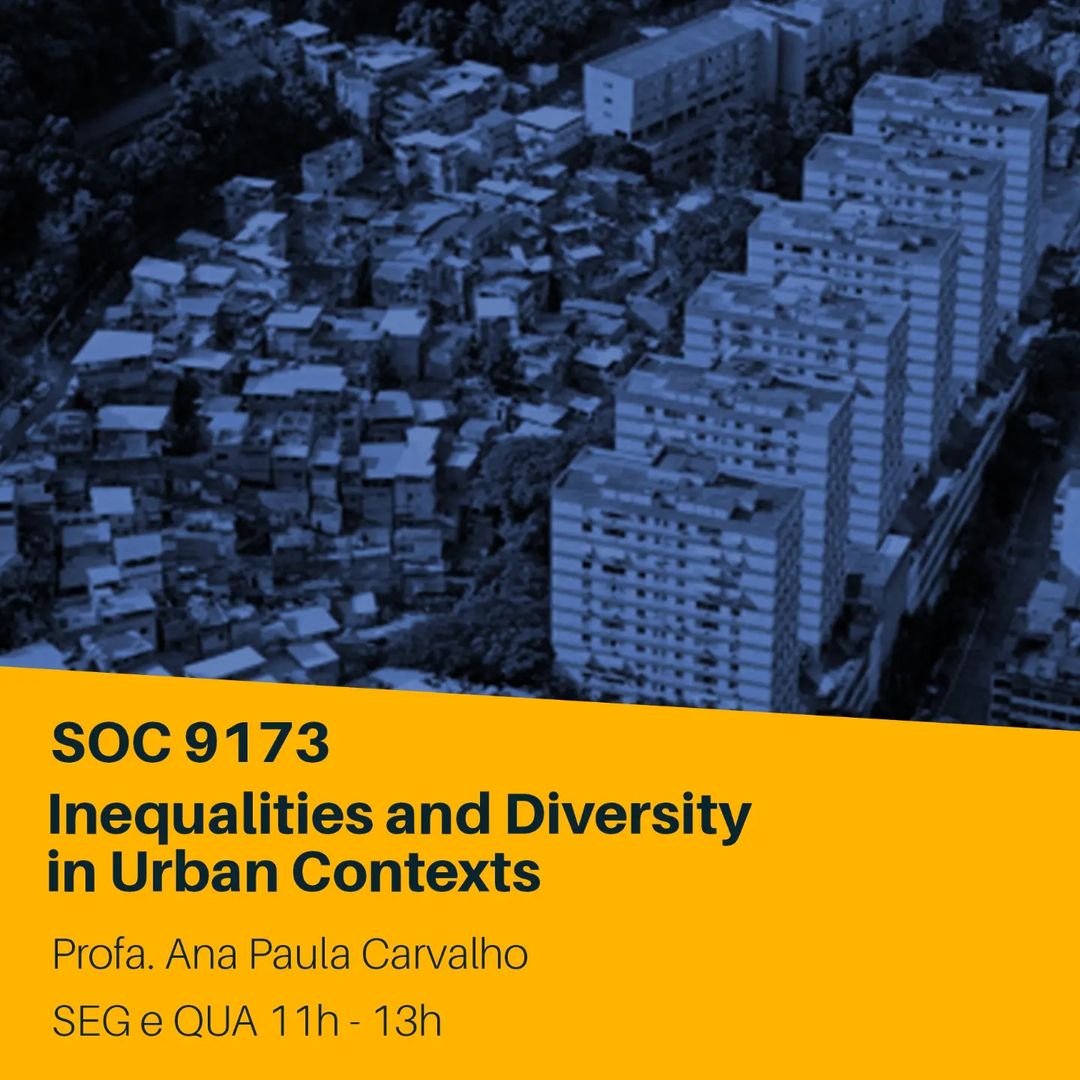 SOC 9173
Inequalities and Diversity
in Urban Contexts
Profa. Ana Paula Carvalho
SEG e QUA 11h - 13h